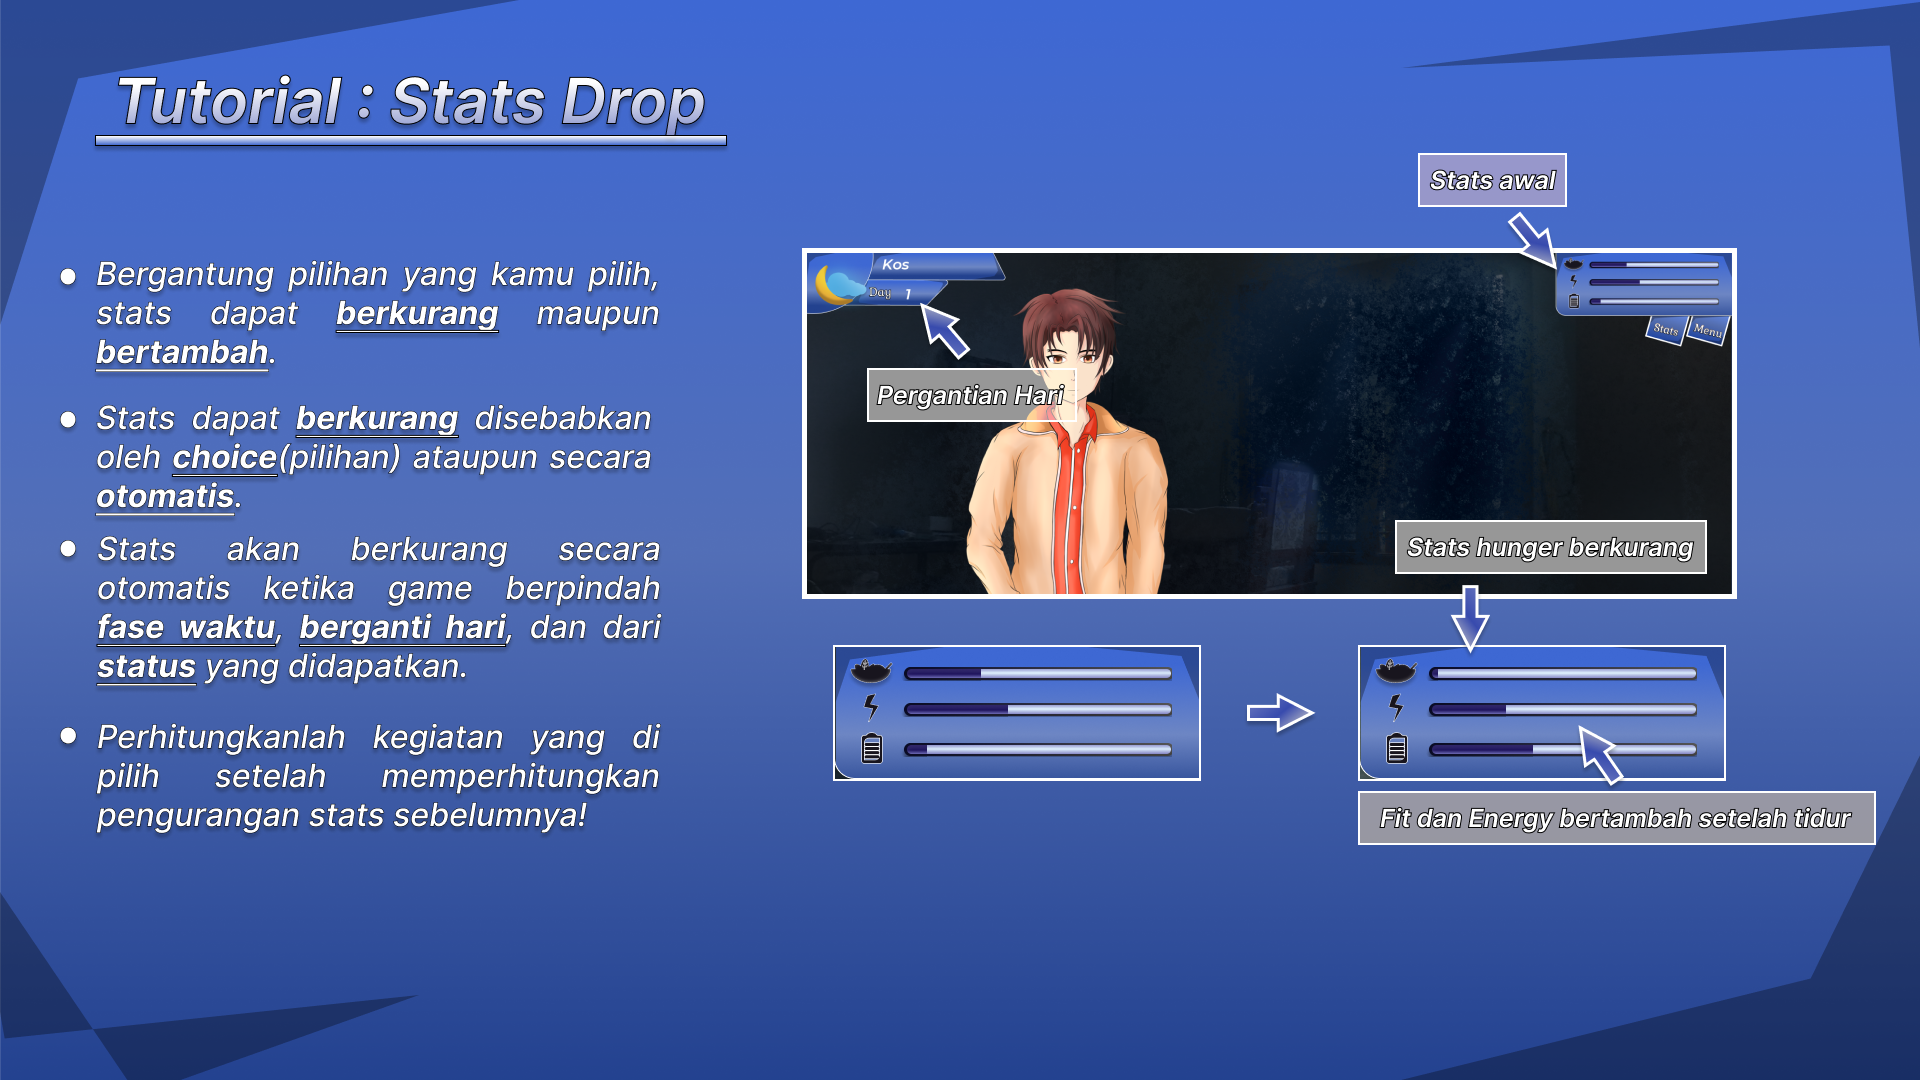 Tutorial : Stats Drop
Bergantung pilihan yang kamu pilih,
stats dapat berkurang maupun
bertambah.
Stats dapat berkurang disebabkan
oleh choice(pilihan) ataupun secara
otomatis.
Stats akan berkurang secara
otomatis ketika game berpindah
fase waktu, berganti hari, dan dari
status yang didapatkan.
Perhitungkanlah kegiatan yang di
pilih setelah memperhitungkan
pengurangan stats sebelumnya!
Stats awal
Kos
Day 1
Stats Menu
Pergantian Hari
Stats hunger berkurang
Fit dan Energy bertambah setelah tidur